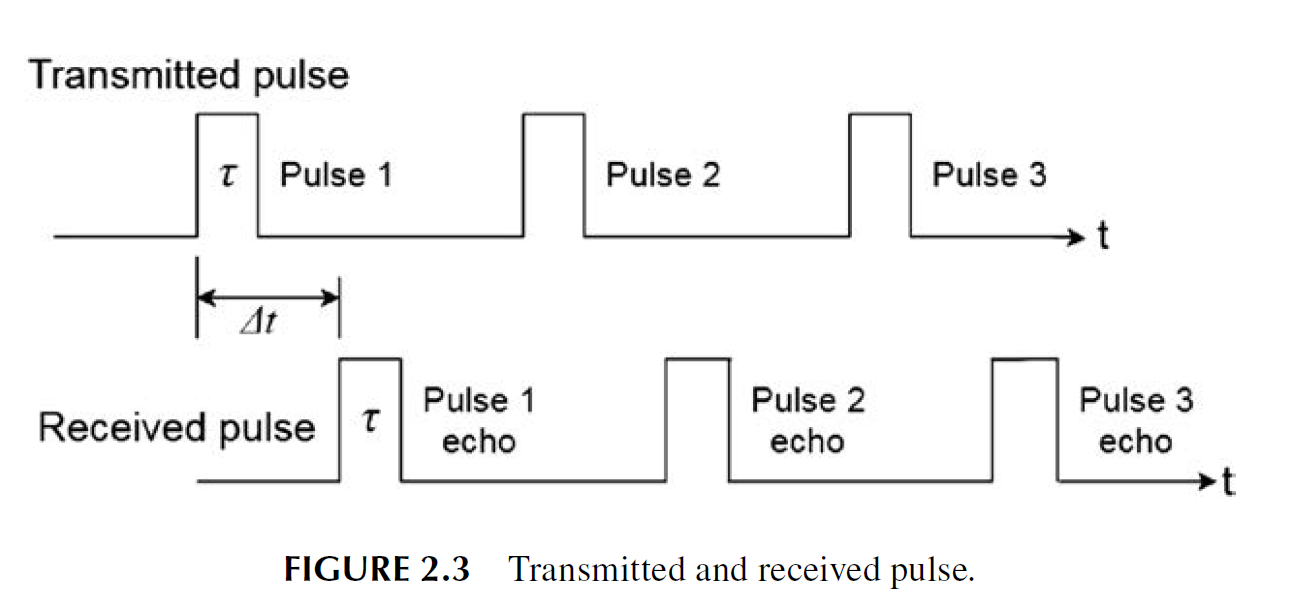 Transmitted pulse
τ Pulse 1 Pulse 2 Pulse 3
t
Δt
Received pulse
τ
Pulse 1
echo
Pulse 2
echo
Pulse 3
echo
t
FIGURE 2.3 Transmitted and received pulse.